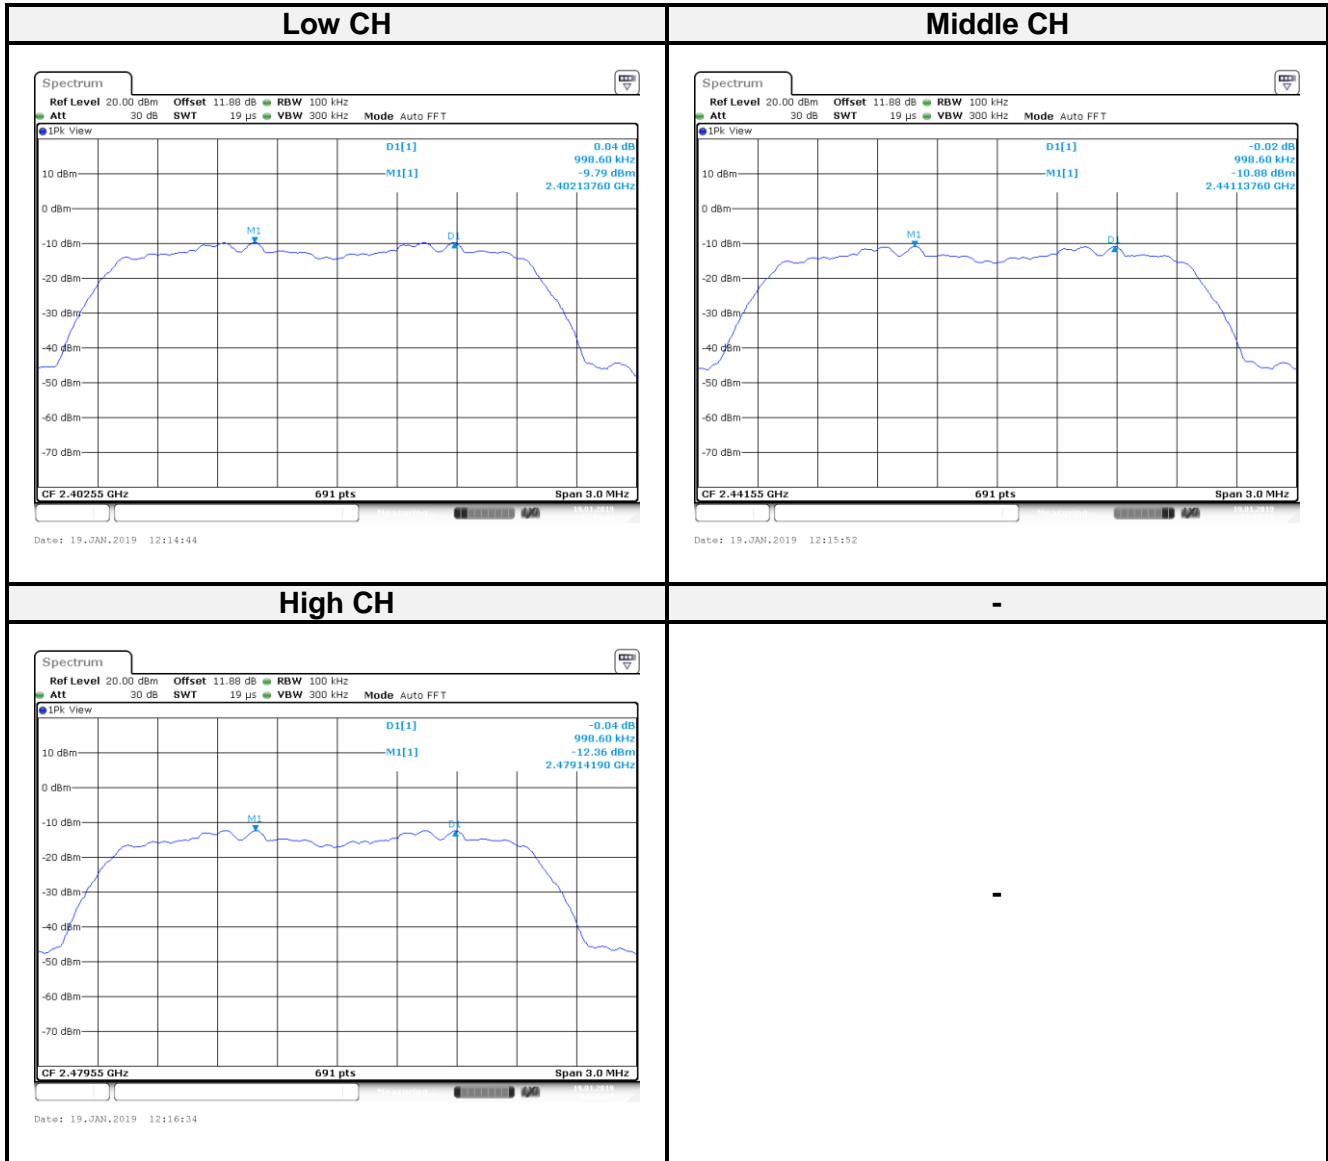 Low CH
Middle CH
Spectrum
Ref Level 20.00 dBm Offset 11.88 dB RBW 100 kHz
Att 30 dB SWT 19 µs VBW 300 kHz Mode Auto FFT
1Pk View
D1[1] 0.04 dB
998.60 kHz
M1[1] -9.79 dBm
2.40213760 GHz
10 dBm
0 dBm
M1
D1
-10 dBm
-20 dBm
-30 dBm
-40 dBm
-50 dBm
-60 dBm
-70 dBm
CF 2.40255 GHz 691 pts Span 3.0 MHz
19.01.2019
Date: 19.JAN.2019 12:14:44
Spectrum
Ref Level 20.00 dBm Offset 11.88 dB RBW 100 kHz
Att 30 dB SWT 19 µs VBW 300 kHz Mode Auto FFT
1Pk View
D1[1] -0.02 dB
998.60 kHz
M1[1] -10.88 dBm
2.44113760 GHz
10 dBm
0 dBm
M1
D1
-10 dBm
-20 dBm
-30 dBm
-40 dBm
-50 dBm
-60 dBm
-70 dBm
CF 2.44155 GHz 691 pts Span 3.0 MHz
19.01.2019
Date: 19.JAN.2019 12:15:52
High CH
-
Spectrum
Ref Level 20.00 dBm Offset 11.88 dB RBW 100 kHz
Att 30 dB SWT 19 µs VBW 300 kHz Mode Auto FFT
1Pk View
D1[1] -0.04 dB
998.60 kHz
M1[1] -12.36 dBm
2.47914190 GHz
10 dBm
0 dBm
M1
D1
-10 dBm
-20 dBm
-30 dBm
-40 dBm
-50 dBm
-60 dBm
-70 dBm
CF 2.47955 GHz 691 pts Span 3.0 MHz
19.01.2019
Date: 19.JAN.2019 12:16:34
-